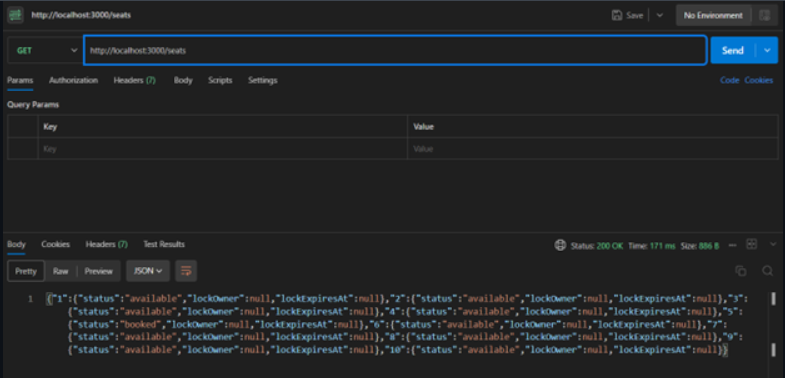 http://localhost:3000/seats Save No Environment
GET http://localhost:3000/seats Send
Params Authorization Headers (7) Body Scripts Settings Code Cookies
Query Params
Key Value
Key Value
Body Cookies Headers (7) Test Results Status: 200 OK Time: 171 ms Size: 886 B
Pretty Raw Preview JSON
1 {"1":{"status":"available","lockOwner":null,"lockExpiresAt":null},"2":{"status":"available","lockOwner":null,"lockExpiresAt":null},"3":
{"status":"available","lockOwner":null,"lockExpiresAt":null},"4":{"status":"available","lockOwner":null,"lockExpiresAt":null},"5":
{"status":"booked","lockOwner":null,"lockExpiresAt":null},"6":{"status":"available","lockOwner":null,"lockExpiresAt":null},"7":
{"status":"available","lockOwner":null,"lockExpiresAt":null},"8":{"status":"available","lockOwner":null,"lockExpiresAt":null},"9":
{"status":"available","lockOwner":null,"lockExpiresAt":null},"10":{"status":"available","lockOwner":null,"lockExpiresAt":null}}